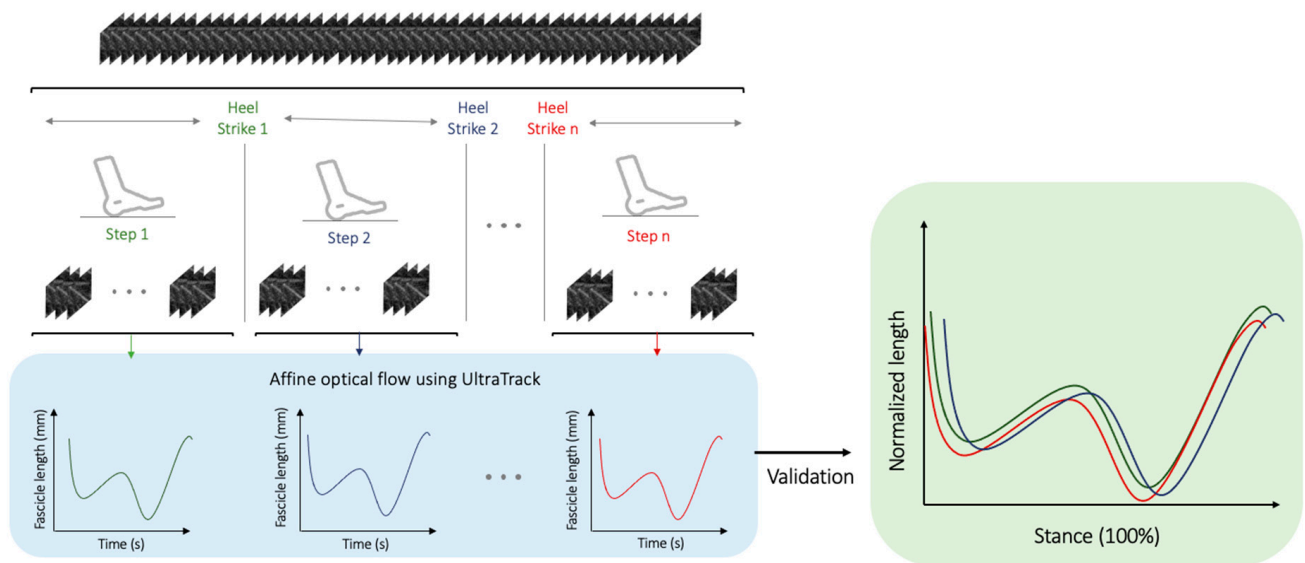 Heel
Strike 1
Heel
Strike 2
Heel
Strike n
Step 1
Step 2
Step n
Affine optical flow using UltraTrack
Fascicle length (mm)
Time (s)
Fascicle length (mm)
Time (s)
Fascicle length (mm)
Time (s)
Validation
Normalized length
Stance (100%)